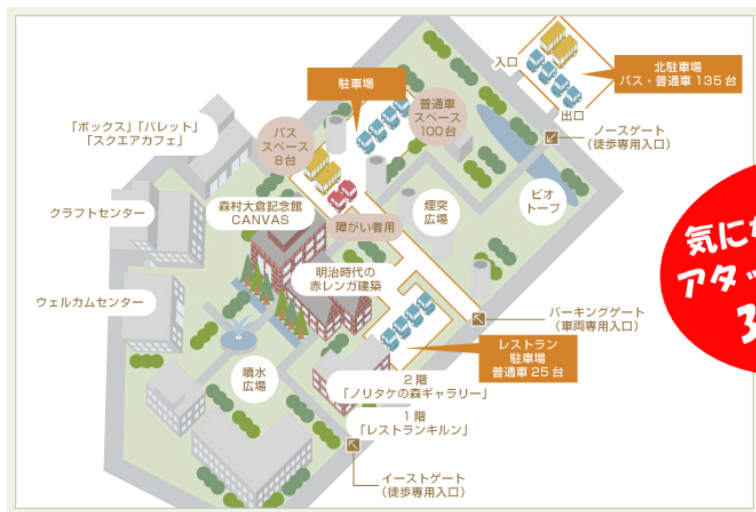 入口
北駐車場
バス・普通車 135 台
出口
駐車場
普通車
スペース
100台
バス
スペース
8台
「ボックス」「パレット」
「スクエアカフェ」
ノースゲート
(徒歩専用入口)
クラフトセンター
森村大倉記念館
CANVAS
煙突
広場
ビオ
トープ
障がい者用
明治時代の
赤レンガ建築
ウェルカムセンター
パーキングゲート
(車両専用入口)
レストラン
駐車場
普通車 25 台
噴水
広場
2 階
「ノリタケの森ギャラリー」
1 階
「レストランキルン」
イーストゲート
(徒歩専用入口)
気に
アタッ